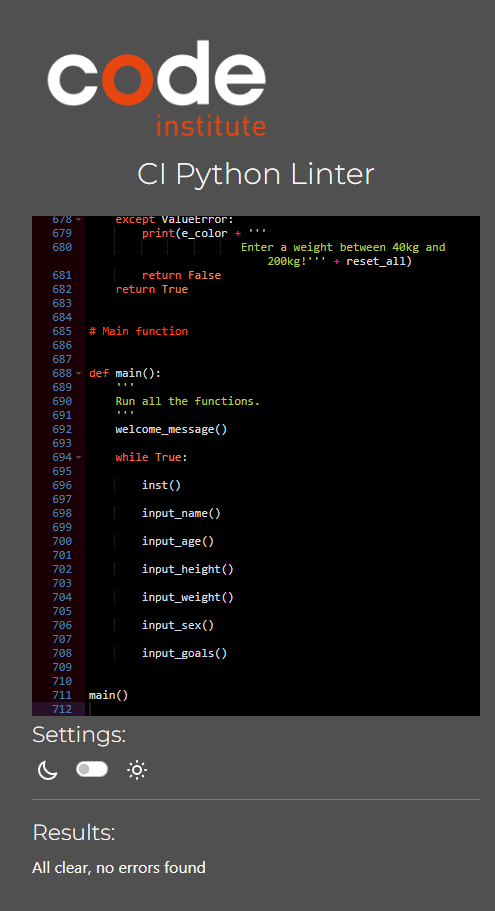 code
institute
CI Python Linter
678 except ValueError:
679 print(e_color + '''
680 Enter a weight between 40kg and
200kg!''' + reset_all)
681 return False
682 return True
683
684
685 # Main function
686
687
688 def main():
689 '''
690 Run all the functions.
691 '''
692 welcome_message()
693
694 while True:
695
696 inst()
697
698 input_name()
699
700 input_age()
701
702 input_height()
703
704 input_weight()
705
706 input_sex()
707
708 input_goals()
709
710
711 main()
712
Settings:
Results:
All clear, no errors found